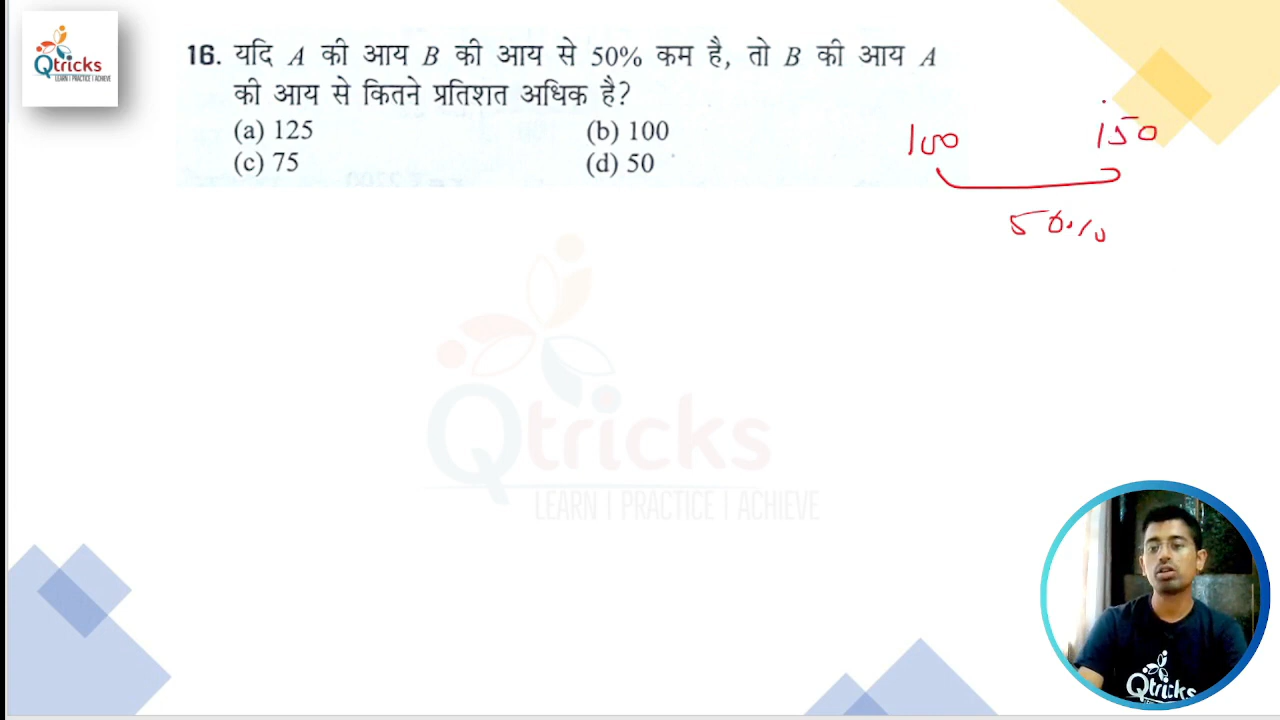 Qtricks
LEARN | PRACTICE | ACHIEVE
16. यदि A की आय B की आय से 50% कम है, तो B की आय A
की आय से कितने प्रतिशत अधिक है?
(a) 125 (b) 100
(c) 75 (d) 50
100 150
50%
Qtricks
LEARN | PRACTICE | ACHIEVE
Qtricks